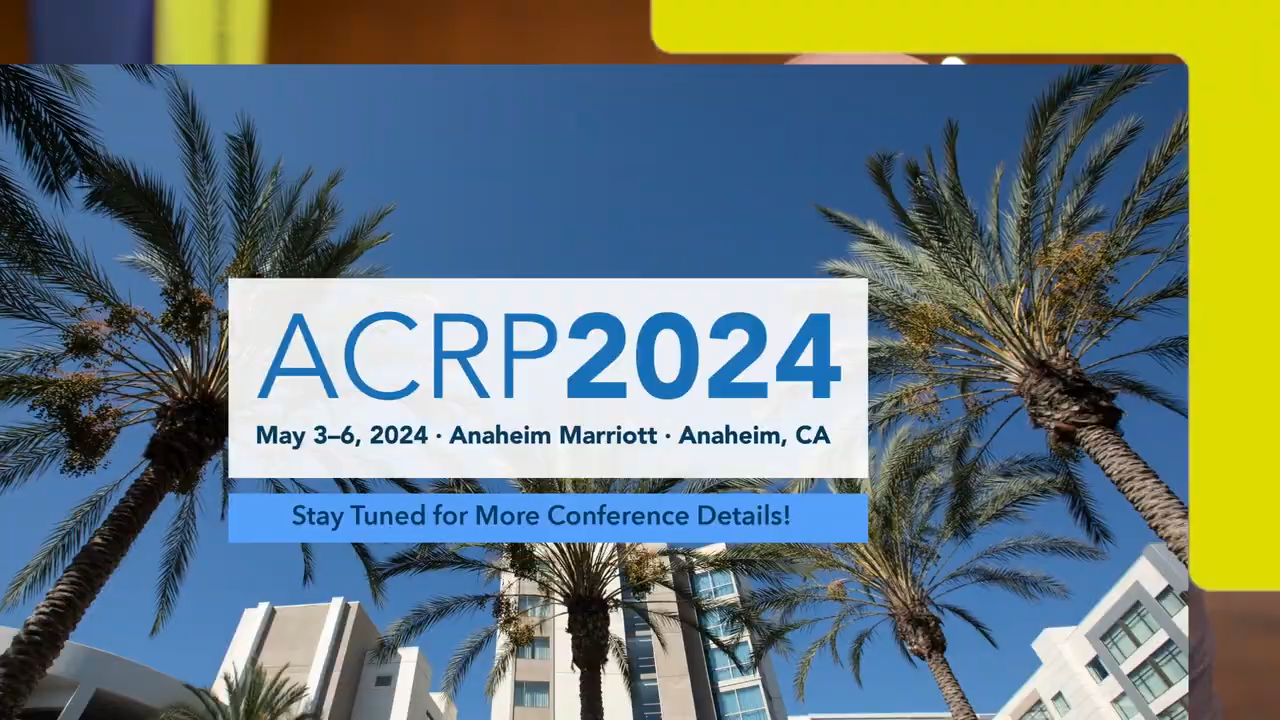 ACRP2024
May 3–6, 2024 · Anaheim Marriott · Anaheim, CA
Stay Tuned for More Conference Details!